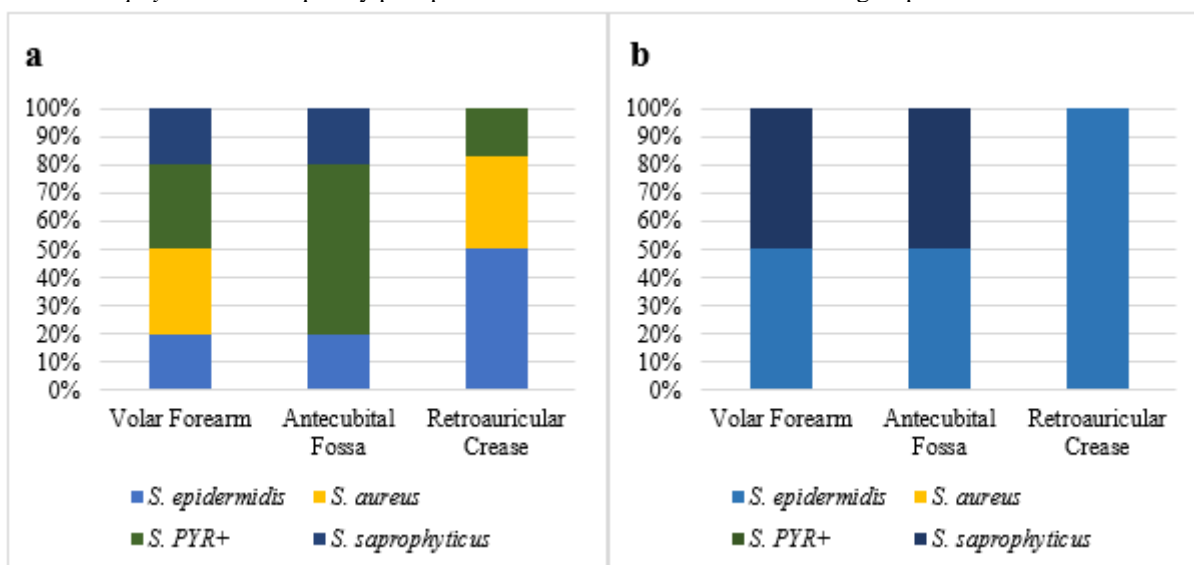 a
100%
90%
80%
70%
60%
50%
40%
30%
20%
10%
0%
Volar Forearm
Antecubital Fossa
Retroauricular Crease
S. epidermidis
S. aureus
S. PYR+
S. saprophyticus
b
100%
90%
80%
70%
60%
50%
40%
30%
20%
10%
0%
Volar Forearm
Antecubital Fossa
Retroauricular Crease
S. epidermidis
S. aureus
S. PYR+
S. saprophyticus